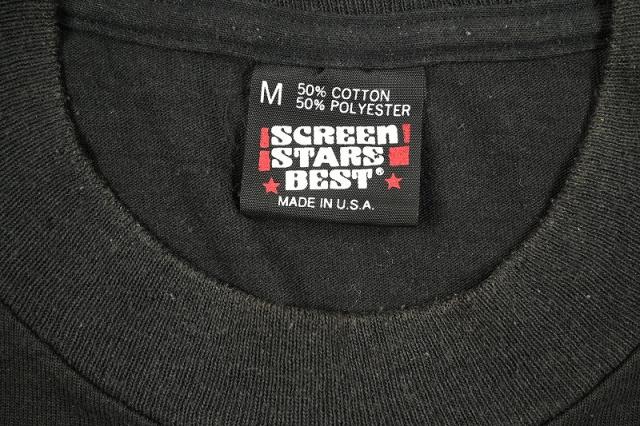 M 50% COTTON
50% POLYESTER
SCREEN
STARS
BEST®
MADE IN U.S.A.